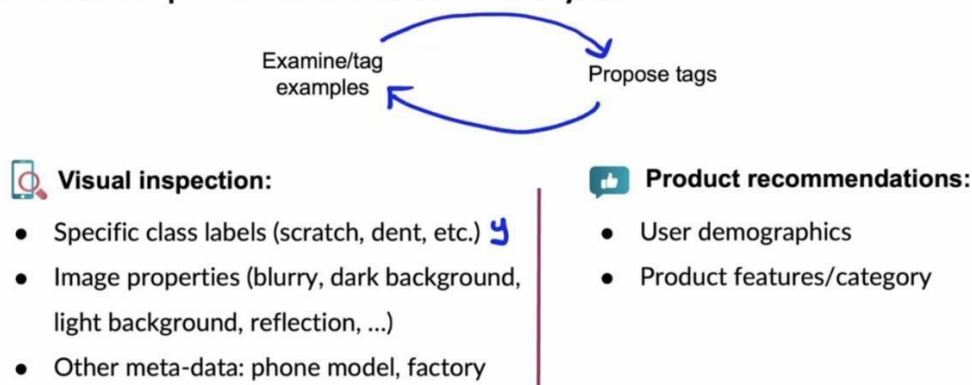 Examine/tag
examples
Propose tags
Visual inspection:
Specific class labels (scratch, dent, etc.) y
Image properties (blurry, dark background,
light background, reflection, ...)
Other meta-data: phone model, factory
Product recommendations:
User demographics
Product features/category